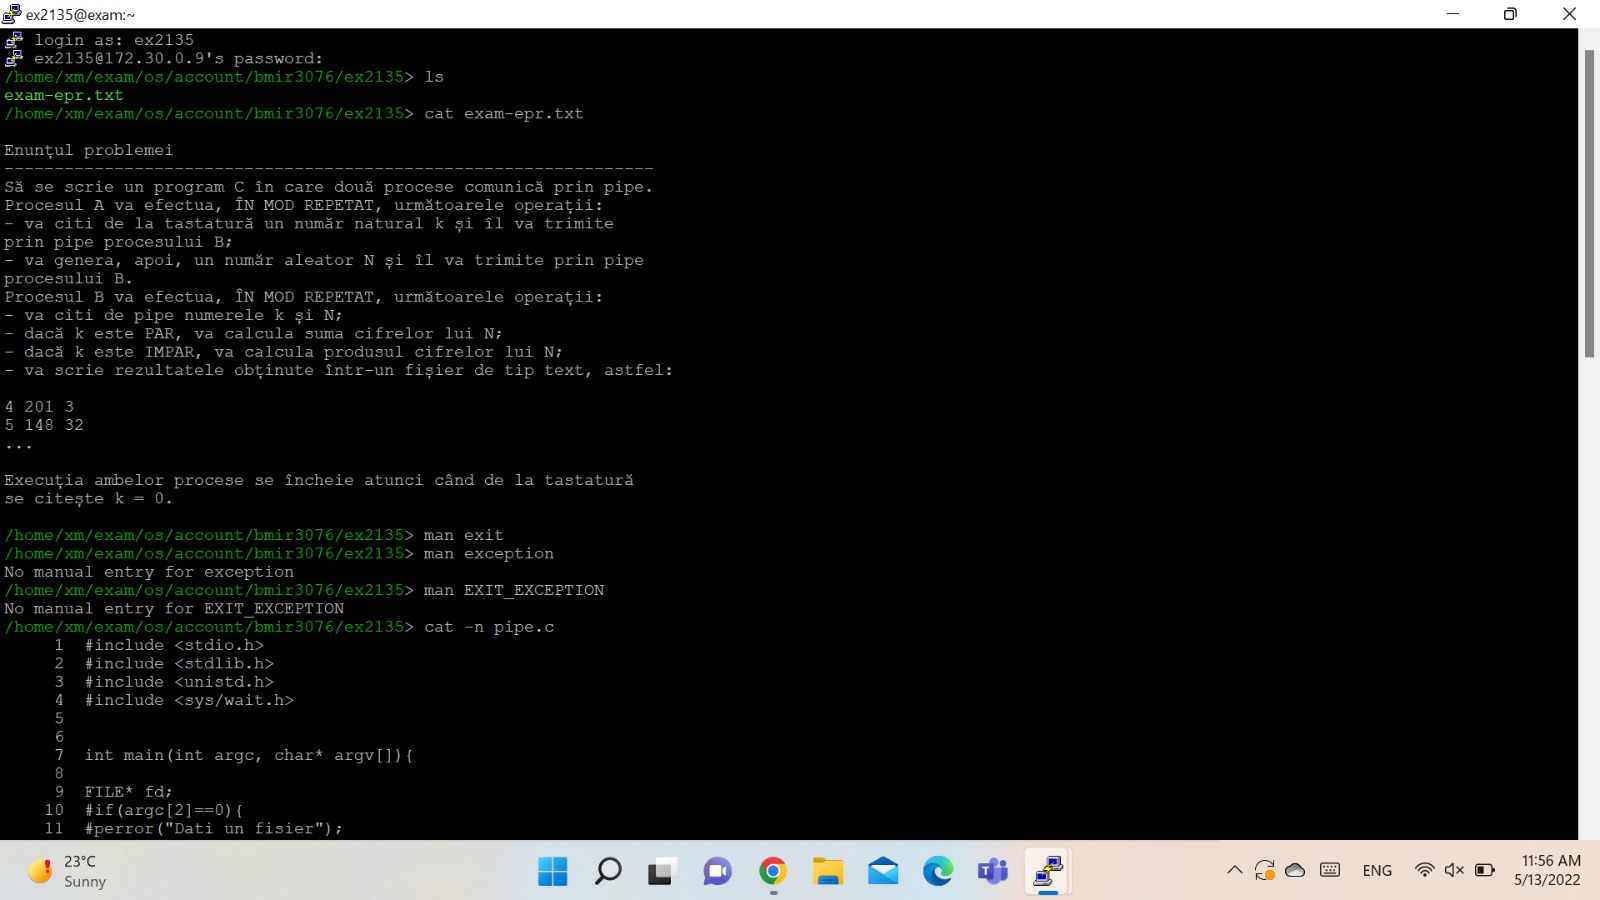 ex2135@exam:~
login as: ex2135
ex2135@172.30.0.9's password:
/home/xm/exam/os/account/bmir3076/ex2135> ls
exam-epr.txt
/home/xm/exam/os/account/bmir3076/ex2135> cat exam-epr.txt
Enunțul problemei
-----------------------------------------------------------------
Să se scrie un program C în care două procese comunică prin pipe.
Procesul A va efectua, ÎN MOD REPETAT, următoarele operații:
- va citi de la tastatură un număr natural k și îl va trimite
prin pipe procesului B;
- va genera, apoi, un număr aleator N și îl va trimite prin pipe
procesului B.
Procesul B va efectua, ÎN MOD REPETAT, următoarele operații:
- va citi de pipe numerele k și N;
- dacă k este PAR, va calcula suma cifrelor lui N;
- dacă k este IMPAR, va calcula produsul cifrelor lui N;
- va scrie rezultatele obținute într-un fișier de tip text, astfel:
4 201 3
5 148 32
...
Execuția ambelor procese se încheie atunci când de la tastatură
se citește k = 0.
/home/xm/exam/os/account/bmir3076/ex2135> man exit
/home/xm/exam/os/account/bmir3076/ex2135> man exception
No manual entry for exception
/home/xm/exam/os/account/bmir3076/ex2135> man EXIT_EXCEPTION
No manual entry for EXIT_EXCEPTION
/home/xm/exam/os/account/bmir3076/ex2135> cat -n pipe.c
1 #include <stdio.h>
2 #include <stdlib.h>
3 #include <unistd.h>
4 #include <sys/wait.h>
5
6
7 int main(int argc, char* argv[]){
8
9 FILE* fd;
10 #if(argc[2]==0){
11 #perror("Dati un fisier");
23°C
Sunny
ENG
11:56 AM
5/13/2022